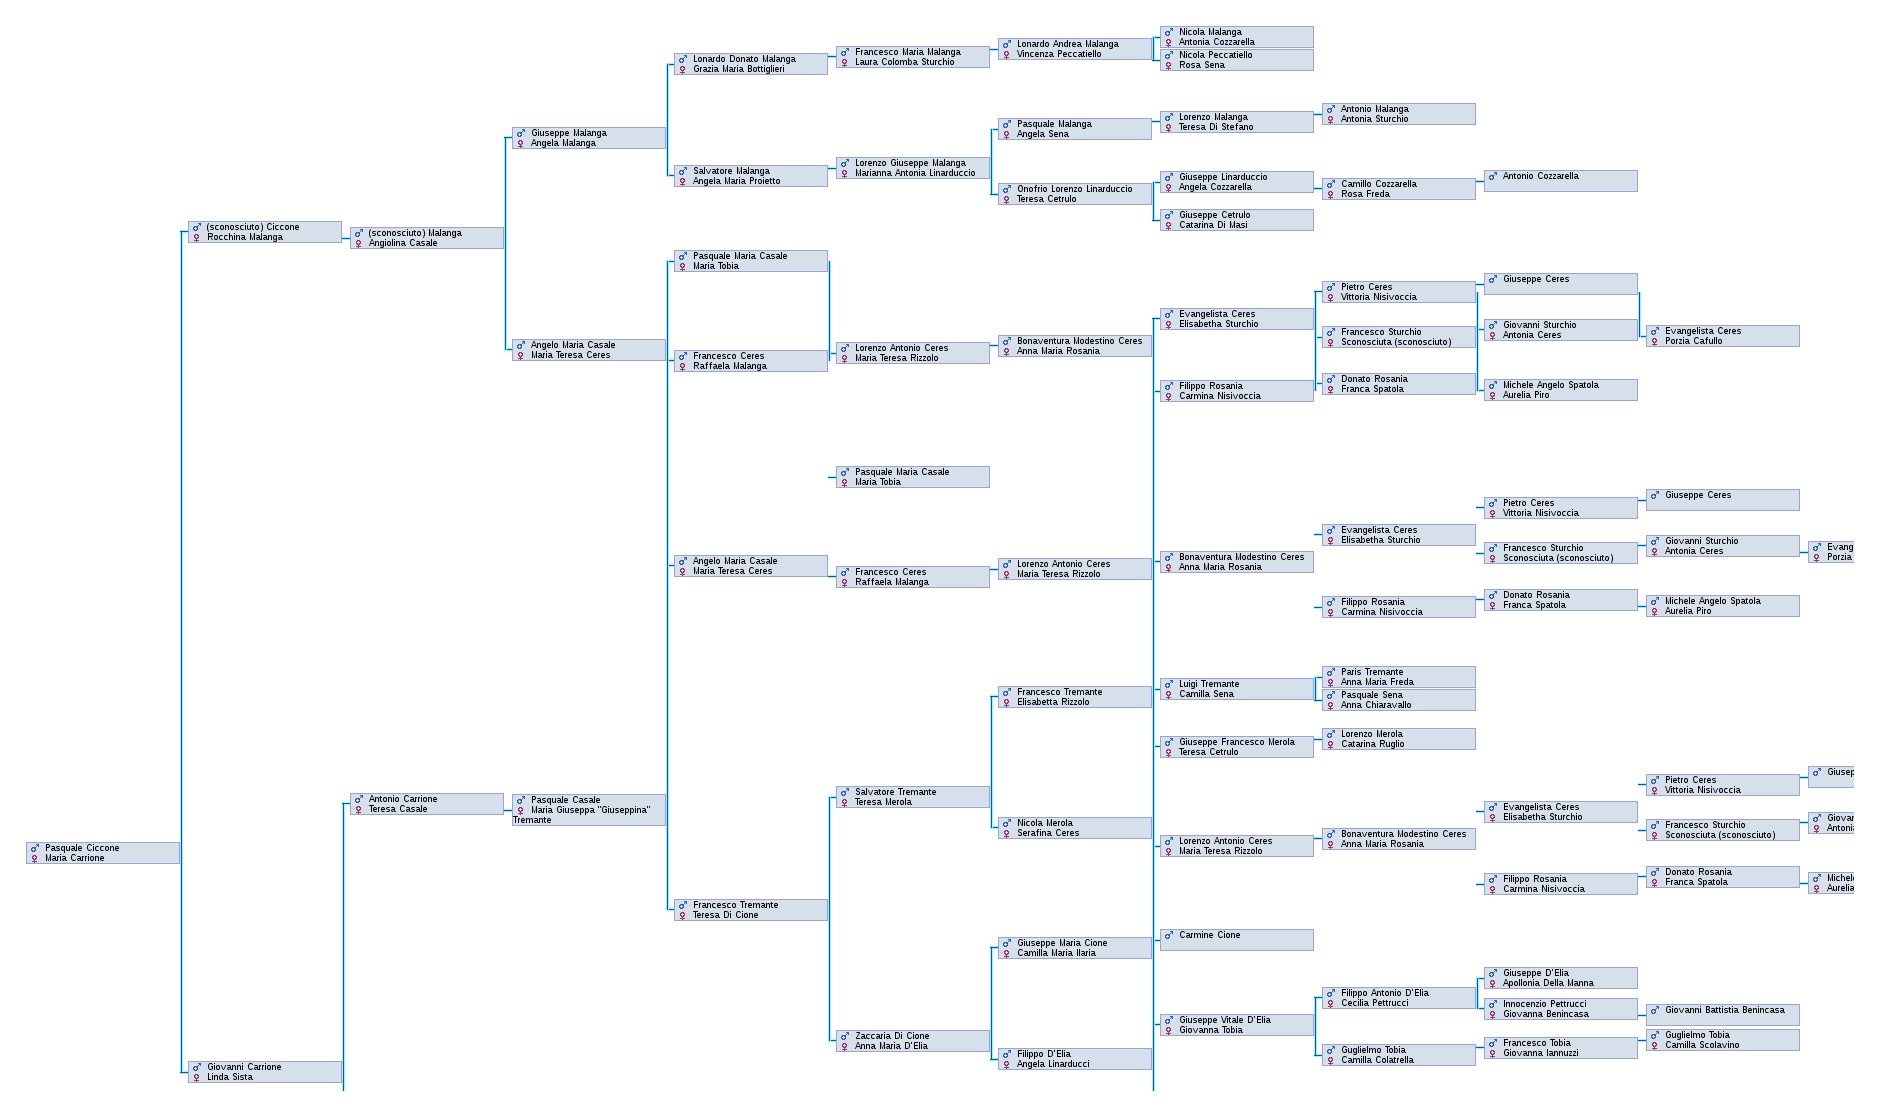 Nicola Malanga
Antonia Cozzarella
Lonardo Andrea Malanga
Vincenza Peccatiello
Francesco Maria Malanga
Laura Colomba Sturchio
Lonardo Donato Malanga
Grazia Maria Bottiglieri
Nicola Peccatiello
Rosa Sena
Antonio Malanga
Antonia Sturchio
Lorenzo Malanga
Teresa Di Stefano
Pasquale Malanga
Angela Sena
Giuseppe Malanga
Angela Malanga
Lorenzo Giuseppe Malanga
Marianna Antonia Linarduccio
Salvatore Malanga
Angela Maria Proietto
Giuseppe Linarduccio
Angela Cozzarella
Antonio Cozzarella
Camillo Cozzarella
Rosa Freda
Onofrio Lorenzo Linarduccio
Teresa Cetrulo
Giuseppe Cetrulo
Catarina Di Masi
(sconosciuto) Ciccone
Rocchina Malanga
(sconosciuto) Malanga
Angiolina Casale
Pasquale Maria Casale
Maria Tobia
Giuseppe Ceres
Pietro Ceres
Vittoria Nisivoccia
Evangelista Ceres
Elisabetha Sturchio
Giovanni Sturchio
Antonia Ceres
Evangelista Ceres
Porzia Cafullo
Francesco Sturchio
Sconosciuta (sconosciuto)
Bonaventura Modestino Ceres
Anna Maria Rosania
Angelo Maria Casale
Maria Teresa Ceres
Lorenzo Antonio Ceres
Maria Teresa Rizzolo
Francesco Ceres
Raffaela Malanga
Donato Rosania
Franca Spatola
Filippo Rosania
Carmina Nisivoccia
Michele Angelo Spatola
Aurelia Piro
Pasquale Maria Casale
Maria Tobia
Giuseppe Ceres
Pietro Ceres
Vittoria Nisivoccia
Evangelista Ceres
Elisabetha Sturchio
Giovanni Sturchio
Antonia Ceres
Francesco Sturchio
Sconosciuta (sconosciuto)
Evang
Porzia
Bonaventura Modestino Ceres
Anna Maria Rosania
Angelo Maria Casale
Maria Teresa Ceres
Lorenzo Antonio Ceres
Maria Teresa Rizzolo
Francesco Ceres
Raffaela Malanga
Donato Rosania
Franca Spatola
Filippo Rosania
Carmina Nisivoccia
Michele Angelo Spatola
Aurelia Piro
Paris Tremante
Anna Maria Freda
Luigi Tremante
Camilla Sena
Francesco Tremante
Elisabetta Rizzolo
Pasquale Sena
Anna Chiaravallo
Lorenzo Merola
Catarina Ruglio
Giuseppe Francesco Merola
Teresa Cetrulo
Giusep
Pietro Ceres
Vittoria Nisivoccia
Salvatore Tremante
Teresa Merola
Antonio Carrione
Teresa Casale
Pasquale Casale
Maria Giuseppa "Giuseppina"
Tremante
Evangelista Ceres
Elisabetha Sturchio
Giovan
Antonia
Nicola Merola
Serafina Ceres
Francesco Sturchio
Sconosciuta (sconosciuto)
Bonaventura Modestino Ceres
Anna Maria Rosania
Lorenzo Antonio Ceres
Maria Teresa Rizzolo
Pasquale Ciccone
Maria Carrione
Donato Rosania
Franca Spatola
Filippo Rosania
Carmina Nisivoccia
Michele
Aurelia
Francesco Tremante
Teresa Di Cione
Carmine Cione
Giuseppe Maria Cione
Camilla Maria Ilaria
Giuseppe D'Elia
Apollonia Della Manna
Filippo Antonio D'Elia
Cecilia Pettrucci
Innocenzio Pettrucci
Giovanna Benincasa
Giovanni Battistia Benincasa
Giuseppe Vitale D'Elia
Giovanna Tobia
Zaccaria Di Cione
Anna Maria D'Elia
Guglielmo Tobia
Camilla Scolavino
Francesco Tobia
Giovanna Iannuzzi
Guglielmo Tobia
Camilla Colatrella
Filippo D'Elia
Angela Linarducci
Giovanni Carrione
Linda Sista